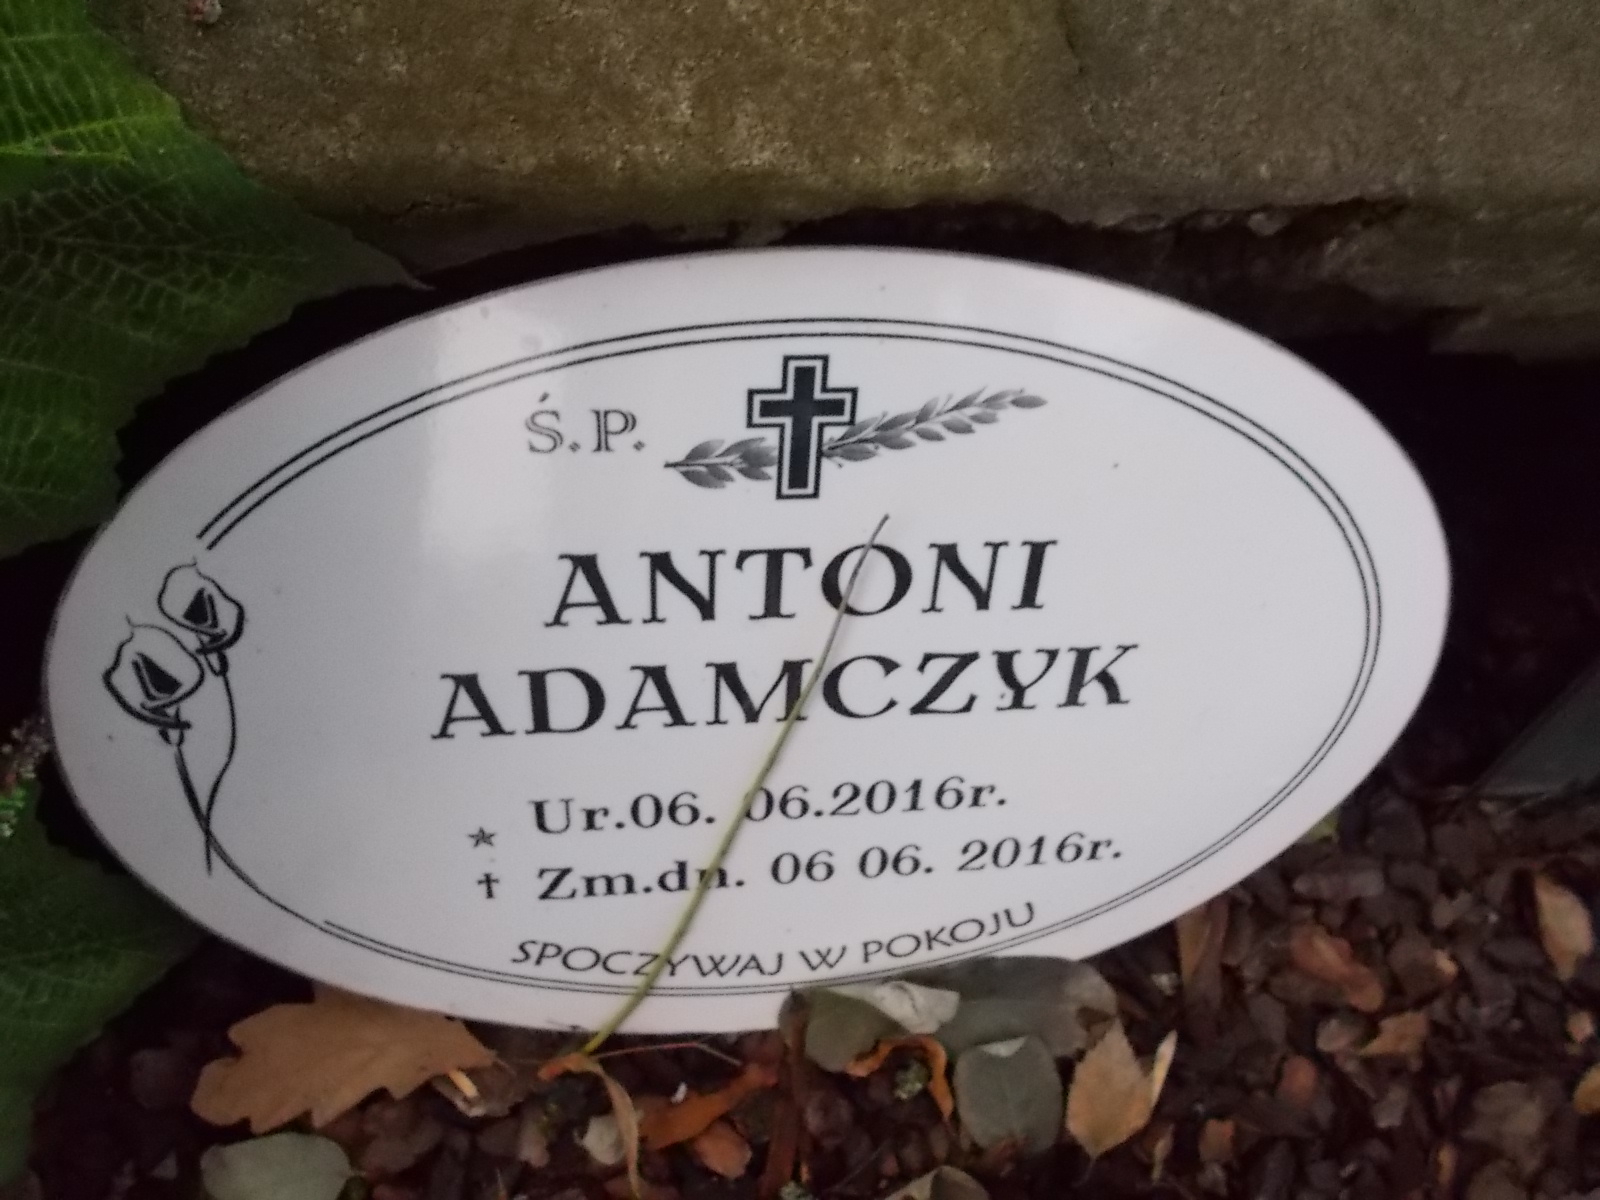 Ś.P.
ANTONI
ADAMCZYK
Ur.06. 06.2016r.
Zm.dn. 06 06. 2016r.
SPOCZYWAJ W POKOJU